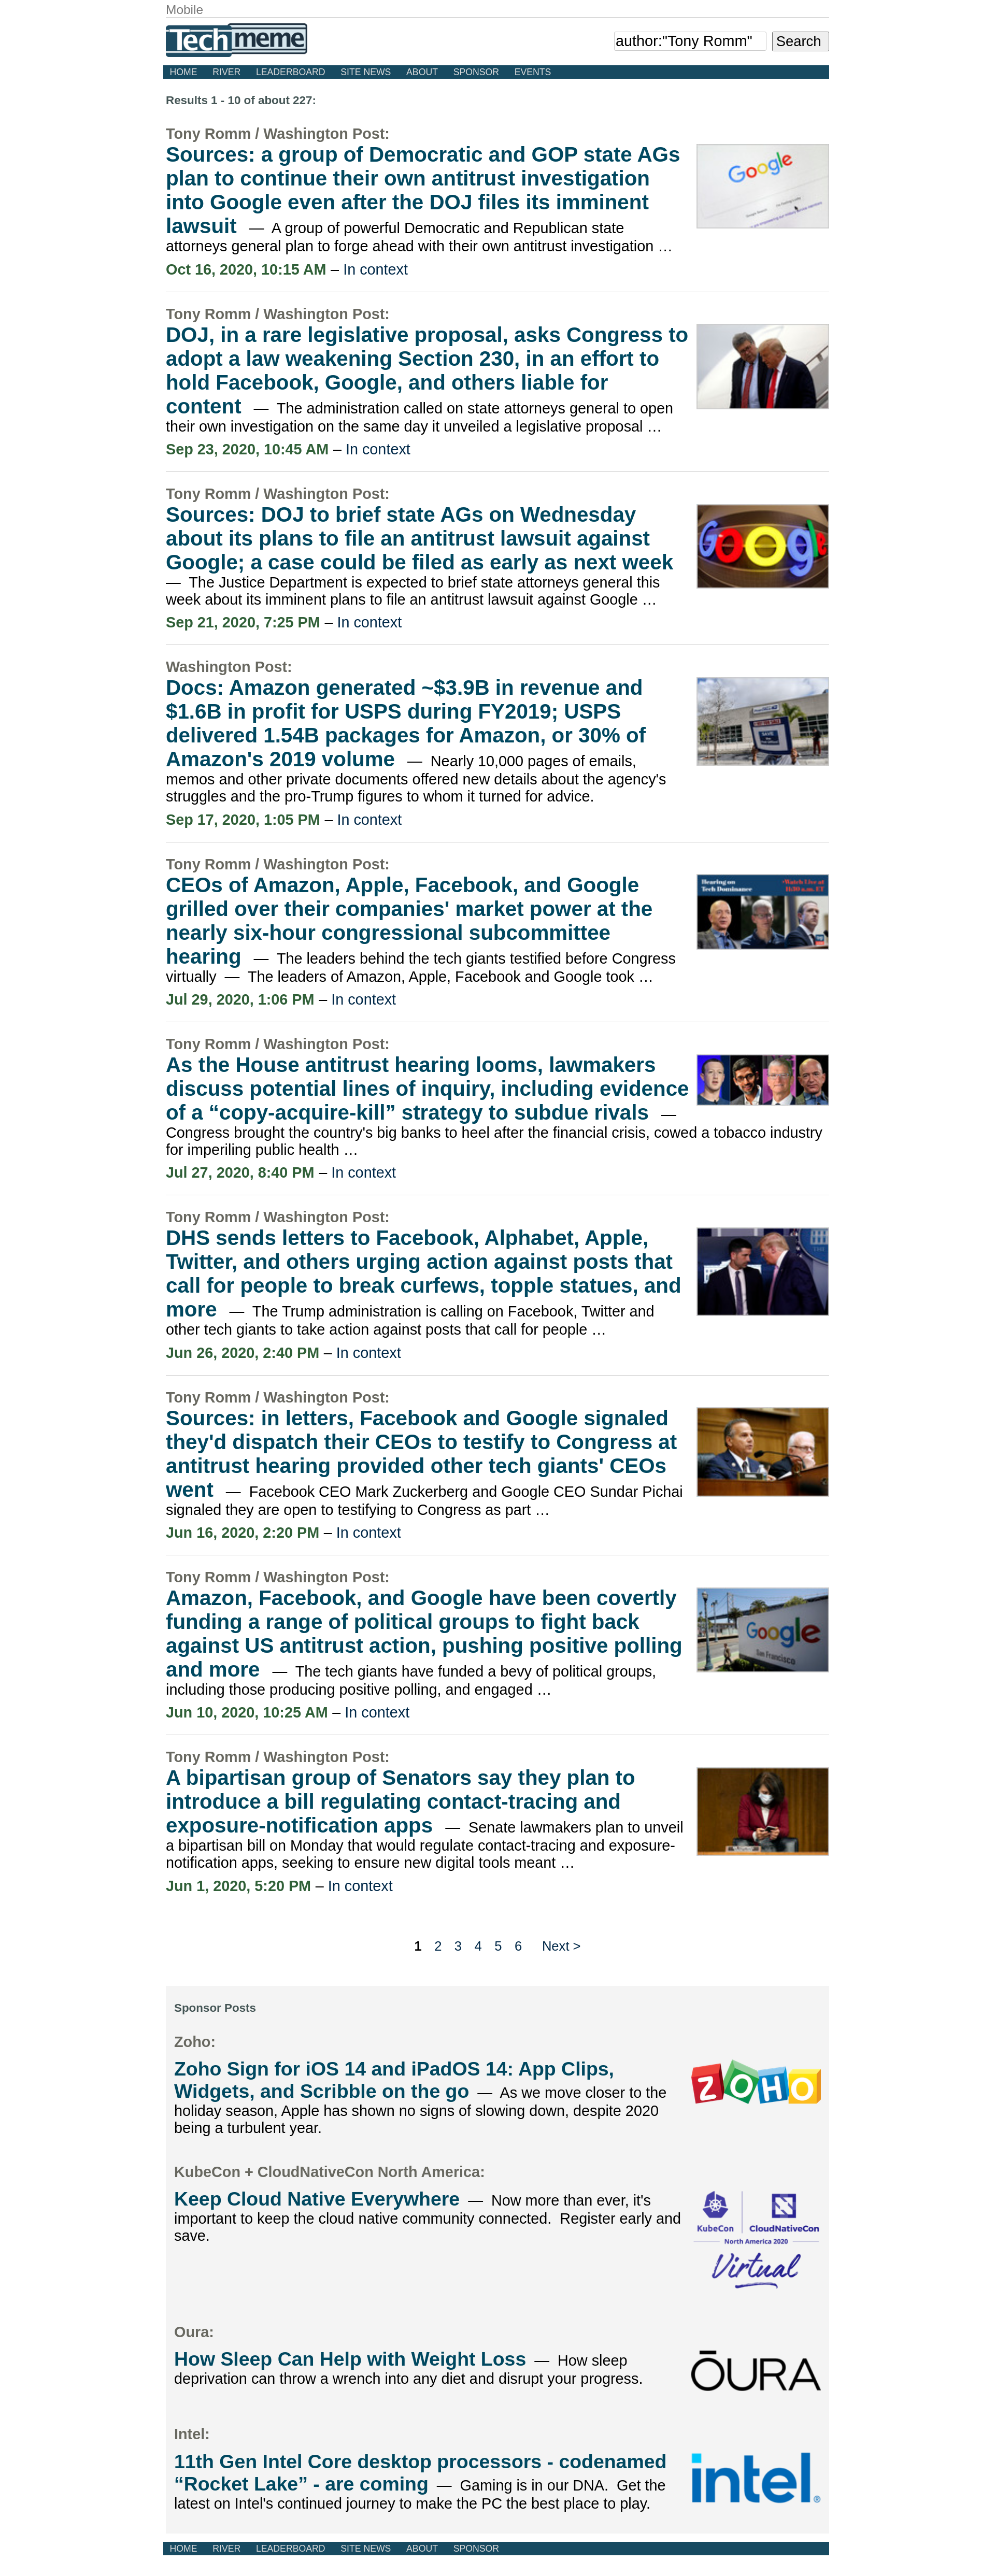 Mobile
Techmeme
author:"Tony Romm" Search
HOME RIVER LEADERBOARD SITE NEWS ABOUT SPONSOR EVENTS
Results 1 - 10 of about 227:
Tony Romm / Washington Post:
Sources: a group of Democratic and GOP state AGs
plan to continue their own antitrust investigation
into Google even after the DOJ files its imminent
lawsuit — A group of powerful Democratic and Republican state
attorneys general plan to forge ahead with their own antitrust investigation …
Oct 16, 2020, 10:15 AM – In context
Google
Tony Romm / Washington Post:
DOJ, in a rare legislative proposal, asks Congress to
adopt a law weakening Section 230, in an effort to
hold Facebook, Google, and others liable for
content — The administration called on state attorneys general to open
their own investigation on the same day it unveiled a legislative proposal …
Sep 23, 2020, 10:45 AM – In context
Tony Romm / Washington Post:
Sources: DOJ to brief state AGs on Wednesday
about its plans to file an antitrust lawsuit against
Google; a case could be filed as early as next week
— The Justice Department is expected to brief state attorneys general this
week about its imminent plans to file an antitrust lawsuit against Google …
Sep 21, 2020, 7:25 PM – In context
Google
Washington Post:
Docs: Amazon generated ~$3.9B in revenue and
$1.6B in profit for USPS during FY2019; USPS
delivered 1.54B packages for Amazon, or 30% of
Amazon's 2019 volume — Nearly 10,000 pages of emails,
memos and other private documents offered new details about the agency's
struggles and the pro-Trump figures to whom it turned for advice.
Sep 17, 2020, 1:05 PM – In context
Tony Romm / Washington Post:
CEOs of Amazon, Apple, Facebook, and Google
grilled over their companies' market power at the
nearly six-hour congressional subcommittee
hearing — The leaders behind the tech giants testified before Congress
virtually — The leaders of Amazon, Apple, Facebook and Google took …
Jul 29, 2020, 1:06 PM – In context
Hearing on
Tech Dominance
Watch Live at
11:30 a.m. ET
Tony Romm / Washington Post:
As the House antitrust hearing looms, lawmakers
discuss potential lines of inquiry, including evidence
of a “copy-acquire-kill” strategy to subdue rivals —
Congress brought the country's big banks to heel after the financial crisis, cowed a tobacco industry
for imperiling public health …
Jul 27, 2020, 8:40 PM – In context
Tony Romm / Washington Post:
DHS sends letters to Facebook, Alphabet, Apple,
Twitter, and others urging action against posts that
call for people to break curfews, topple statues, and
more — The Trump administration is calling on Facebook, Twitter and
other tech giants to take action against posts that call for people …
Jun 26, 2020, 2:40 PM – In context
Tony Romm / Washington Post:
Sources: in letters, Facebook and Google signaled
they'd dispatch their CEOs to testify to Congress at
antitrust hearing provided other tech giants' CEOs
went — Facebook CEO Mark Zuckerberg and Google CEO Sundar Pichai
signaled they are open to testifying to Congress as part …
Jun 16, 2020, 2:20 PM – In context
Tony Romm / Washington Post:
Amazon, Facebook, and Google have been covertly
funding a range of political groups to fight back
against US antitrust action, pushing positive polling
and more — The tech giants have funded a bevy of political groups,
including those producing positive polling, and engaged …
Jun 10, 2020, 10:25 AM – In context
Google
San Francisco
Tony Romm / Washington Post:
A bipartisan group of Senators say they plan to
introduce a bill regulating contact-tracing and
exposure-notification apps — Senate lawmakers plan to unveil
a bipartisan bill on Monday that would regulate contact-tracing and exposure-
notification apps, seeking to ensure new digital tools meant …
Jun 1, 2020, 5:20 PM – In context
1 2 3 4 5 6 Next >
Sponsor Posts
Zoho:
Zoho Sign for iOS 14 and iPadOS 14: App Clips,
Widgets, and Scribble on the go — As we move closer to the
holiday season, Apple has shown no signs of slowing down, despite 2020
being a turbulent year.
ZOHO
KubeCon + CloudNativeCon North America:
Keep Cloud Native Everywhere — Now more than ever, it's
important to keep the cloud native community connected. Register early and
save.
KubeCon CloudNativeCon
North America 2020
Virtual
Oura:
How Sleep Can Help with Weight Loss — How sleep
deprivation can throw a wrench into any diet and disrupt your progress.
ŌURA
Intel:
11th Gen Intel Core desktop processors - codenamed
“Rocket Lake” - are coming — Gaming is in our DNA. Get the
latest on Intel's continued journey to make the PC the best place to play.
intel®
HOME RIVER LEADERBOARD SITE NEWS ABOUT SPONSOR